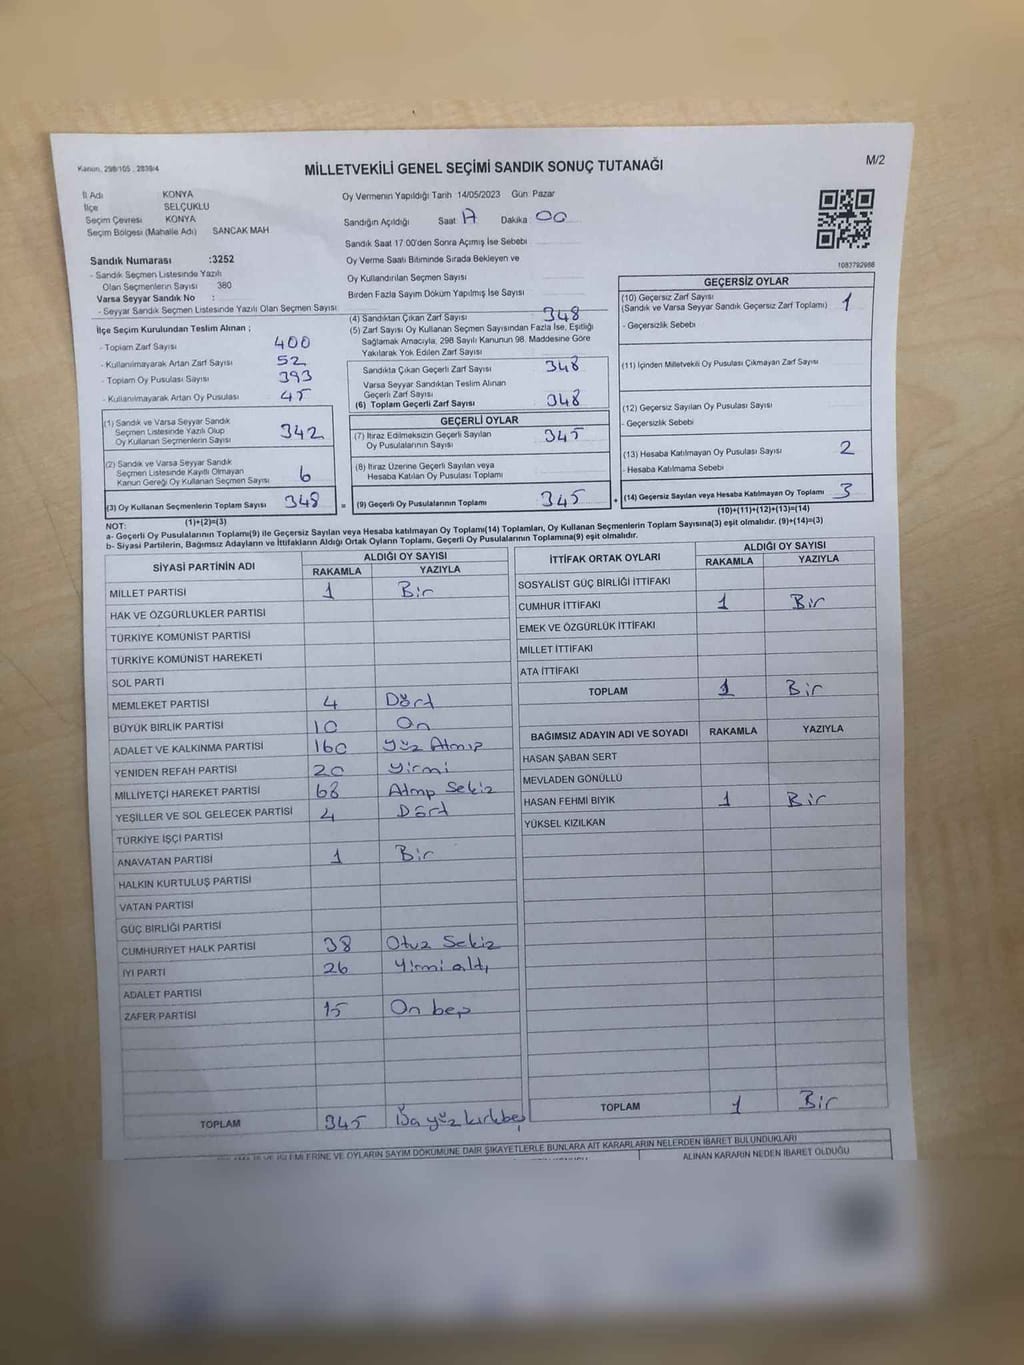 Kanun, 298/105 , 2839/4
MİLLETVEKİLİ GENEL SEÇİMİ SANDIK SONUÇ TUTANAĞI
M/2
İl Adı KONYA
İlçe SELÇUKLU
Seçim Çevresi KONYA
Seçim Bölgesi (Mahalle Adı) SANCAK MAH
Oy Vermenin Yapıldığı Tarih 14/05/2023 Gün: Pazar
Sandığın Açıldığı Saat 17 Dakika 00
Sandık Saat 17:00'den Sonra Açımış İse Sebebi
Oy Verme Saati Bitiminde Sırada Bekleyen ve
Oy Kullandırılan Seçmen Sayısı
Birden Fazla Sayım Döküm Yapılmış İse Sayısı
1083792988
Sandık Numarası :3252
- Sandık Seçmen Listesinde Yazılı
Olan Seçmenlerin Sayısı 380
Varsa Seyyar Sandık No :
- Seyyar Sandık Seçmen Listesinde Yazılı Olan Seçmen Sayısı
İlçe Seçim Kurulundan Teslim Alınan ;
- Toplam Zarf Sayısı 400
- Kullanılmayarak Artan Zarf Sayısı 52
- Toplam Oy Pusulası Sayısı 393
- Kullanılmayarak Artan Oy Pusulası 45
(1) Sandık ve Varsa Seyyar Sandık
Seçmen Listesinde Yazılı Olup
Oy Kullanan Seçmenlerin Sayısı 342
(2) Sandık ve Varsa Seyyar Sandık
Seçmen Listesinde Kayıtlı Olmayan
Kanun Gereği Oy Kullanan Seçmen Sayısı 6
(3) Oy Kullanan Seçmenlerin Toplam Sayısı 348
(1)+(2)=(3)
(4) Sandıktan Çıkan Zarf Sayısı 348
(5) Zarf Sayısı Oy Kullanan Seçmen Sayısından Fazla İse, Eşitliği
Sağlamak Amacıyla, 298 Sayılı Kanunun 98. Maddesine Göre
Yakılarak Yok Edilen Zarf Sayısı
Sandıkta Çıkan Geçerli Zarf Sayısı 348
Varsa Seyyar Sandıktan Teslim Alınan
Geçerli Zarf Sayısı
(6) Toplam Geçerli Zarf Sayısı 348
GEÇERLİ OYLAR
(7) İtiraz Edilmeksizin Geçerli Sayılan
Oy Pusulalarının Sayısı 345
(8) İtiraz Üzerine Geçerli Sayılan veya
Hesaba Katılan Oy Pusulası Toplamı
= (9) Geçerli Oy Pusulalarının Toplamı 345 +
GEÇERSİZ OYLAR
(10) Geçersiz Zarf Sayısı 1
(Sandık ve Varsa Seyyar Sandık Geçersiz Zarf Toplamı)
- Geçersizlik Sebebi
(11) İçinden Milletvekili Oy Pusulası Çıkmayan Zarf Sayısı
(12) Geçersiz Sayılan Oy Pusulası Sayısı
- Geçersizlik Sebebi
(13) Hesaba Katılmayan Oy Pusulası Sayısı 2
- Hesaba Katılmama Sebebi
(14) Geçersiz Sayılan veya Hesaba Katılmayan Oy Toplamı 3
(10)+(11)+(12)+(13)=(14)
NOT:
a- Geçerli Oy Pusulalarının Toplamı(9) ile Geçersiz Sayılan veya Hesaba katılmayan Oy Toplamı(14) Toplamları, Oy Kullanan Seçmenlerin Toplam Sayısına(3) eşit olmalıdır. (9)+(14)=(3)
b- Siyasi Partilerin, Bağımsız Adayların ve İttifakların Aldığı Ortak Oyların Toplamı, Geçerli Oy Pusulalarının Toplamına(9) eşit olmalıdır.
SİYASİ PARTİNİN ADI ALDIĞI OY SAYISI
RAKAMLA YAZIYLA
MİLLET PARTİSİ 1 Bir
HAK VE ÖZGÜRLÜKLER PARTİSİ
TÜRKİYE KOMÜNİST PARTİSİ
TÜRKİYE KOMÜNİST HAREKETİ
SOL PARTİ
MEMLEKET PARTİSİ 4 Dört
BÜYÜK BİRLİK PARTİSİ 10 On
ADALET VE KALKINMA PARTİSİ 160 Yüz Atmış
YENİDEN REFAH PARTİSİ 20 Yirmi
MİLLİYETÇİ HAREKET PARTİSİ 68 Atmış Sekiz
YEŞİLLER VE SOL GELECEK PARTİSİ 4 Dört
TÜRKİYE İŞÇİ PARTİSİ
ANAVATAN PARTİSİ 1 Bir
HALKIN KURTULUŞ PARTİSİ
VATAN PARTİSİ
GÜÇ BİRLİĞİ PARTİSİ
CUMHURİYET HALK PARTİSİ 38 Otuz Sekiz
İYİ PARTİ 26 Yirmi altı
ADALET PARTİSİ
ZAFER PARTİSİ 15 On beş
TOPLAM 345 Üç yüz kırkbeş
İTTİFAK ORTAK OYLARI ALDIĞI OY SAYISI
RAKAMLA YAZIYLA
SOSYALİST GÜÇ BİRLİĞİ İTTİFAKI
CUMHUR İTTİFAKI 1 Bir
EMEK VE ÖZGÜRLÜK İTTİFAKI
MİLLET İTTİFAKI
ATA İTTİFAKI
TOPLAM 1 Bir
BAĞIMSIZ ADAYIN ADI VE SOYADI RAKAMLA YAZIYLA
HASAN ŞABAN SERT
MEVLADEN GÖNÜLLÜ
HASAN FEHMİ BIYIK 1 Bir
YÜKSEL KIZILKAN
TOPLAM 1 Bir
İŞLEMLERİNE VE OYLARIN SAYIM DÖKÜMÜNE DAİR ŞİKAYETLERLE BUNLARA AİT KARARLARIN NELERDEN İBARET BULUNDUKLARI
ALINAN KARARIN NEDEN İBARET OLDUĞU